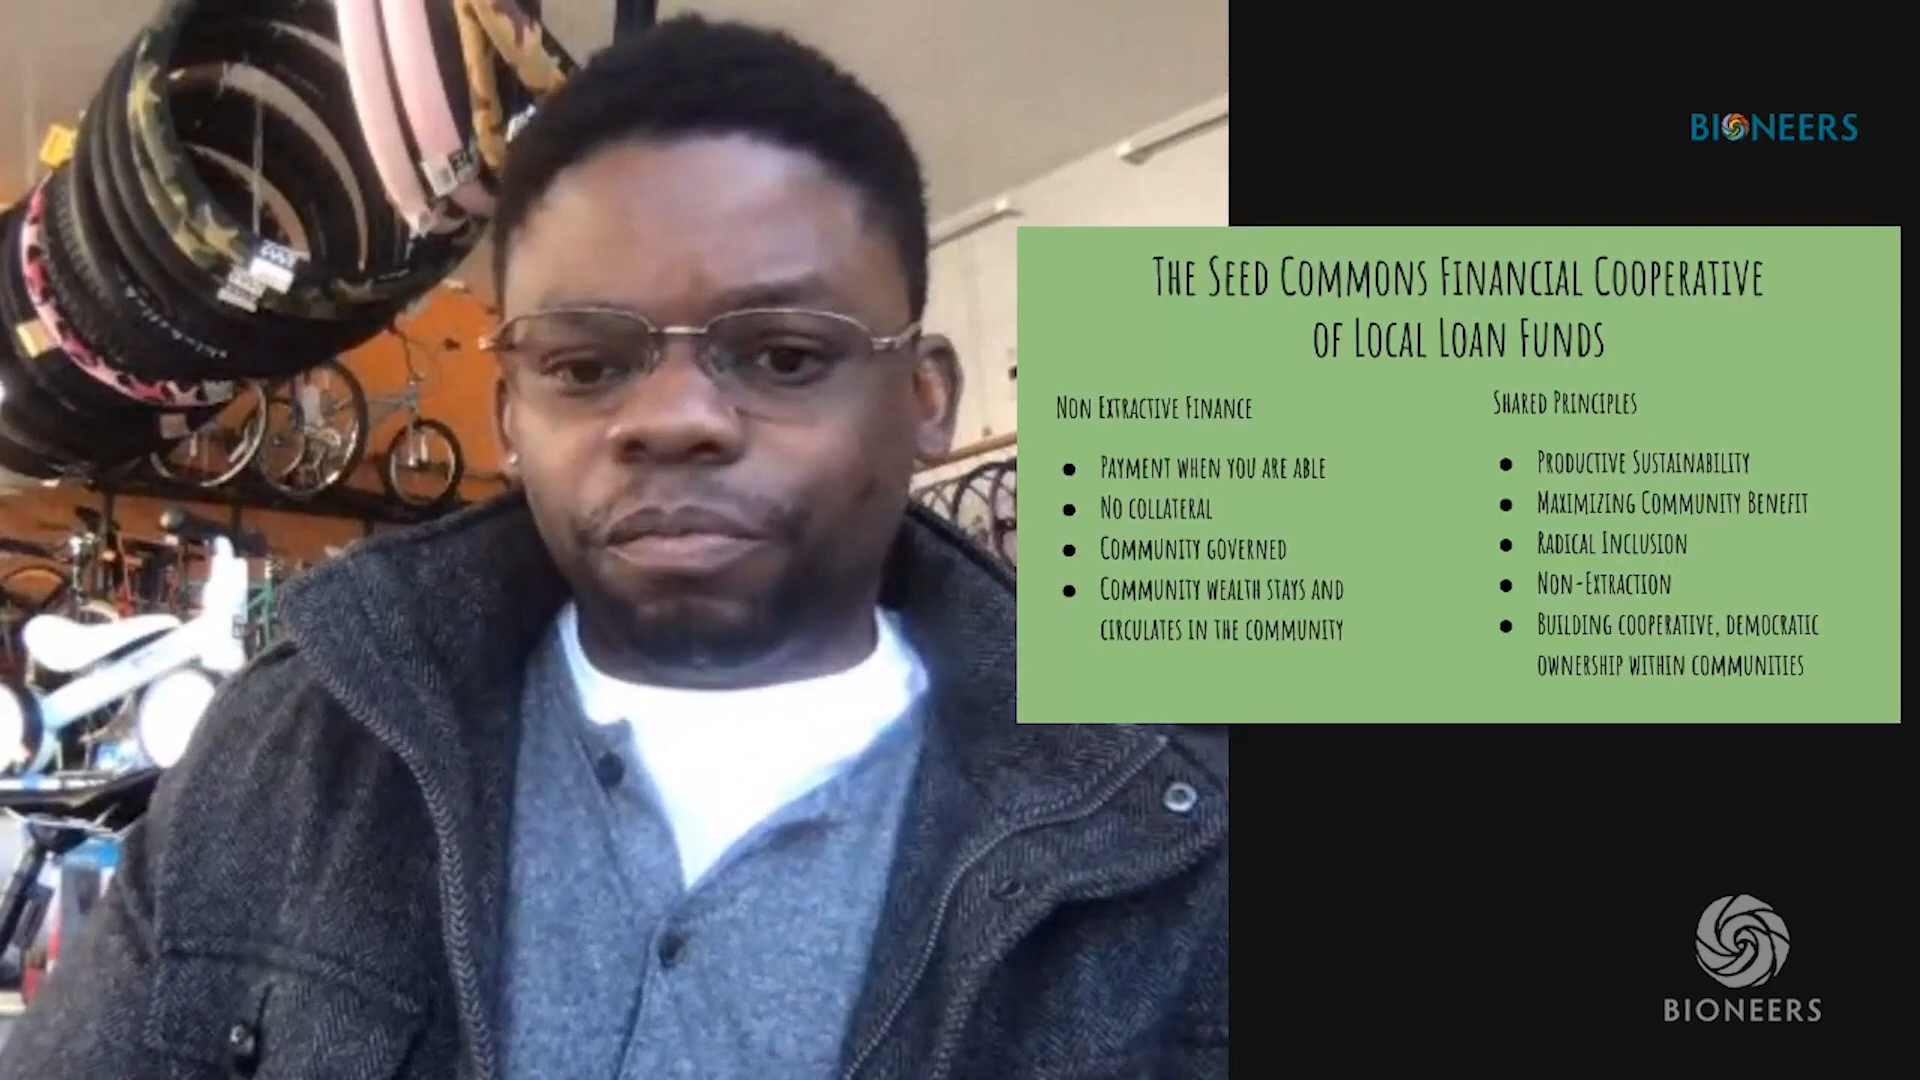 BIONEERS
THE SEED COMMONS FINANCIAL COOPERATIVE
OF LOCAL LOAN FUNDS
NON EXTRACTIVE FINANCE
● PAYMENT WHEN YOU ARE ABLE
● NO COLLATERAL
● COMMUNITY GOVERNED
● COMMUNITY WEALTH STAYS AND
CIRCULATES IN THE COMMUNITY
SHARED PRINCIPLES
● PRODUCTIVE SUSTAINABILITY
● MAXIMIZING COMMUNITY BENEFIT
● RADICAL INCLUSION
● NON-EXTRACTION
● BUILDING COOPERATIVE, DEMOCRATIC
OWNERSHIP WITHIN COMMUNITIES
BIONEERS